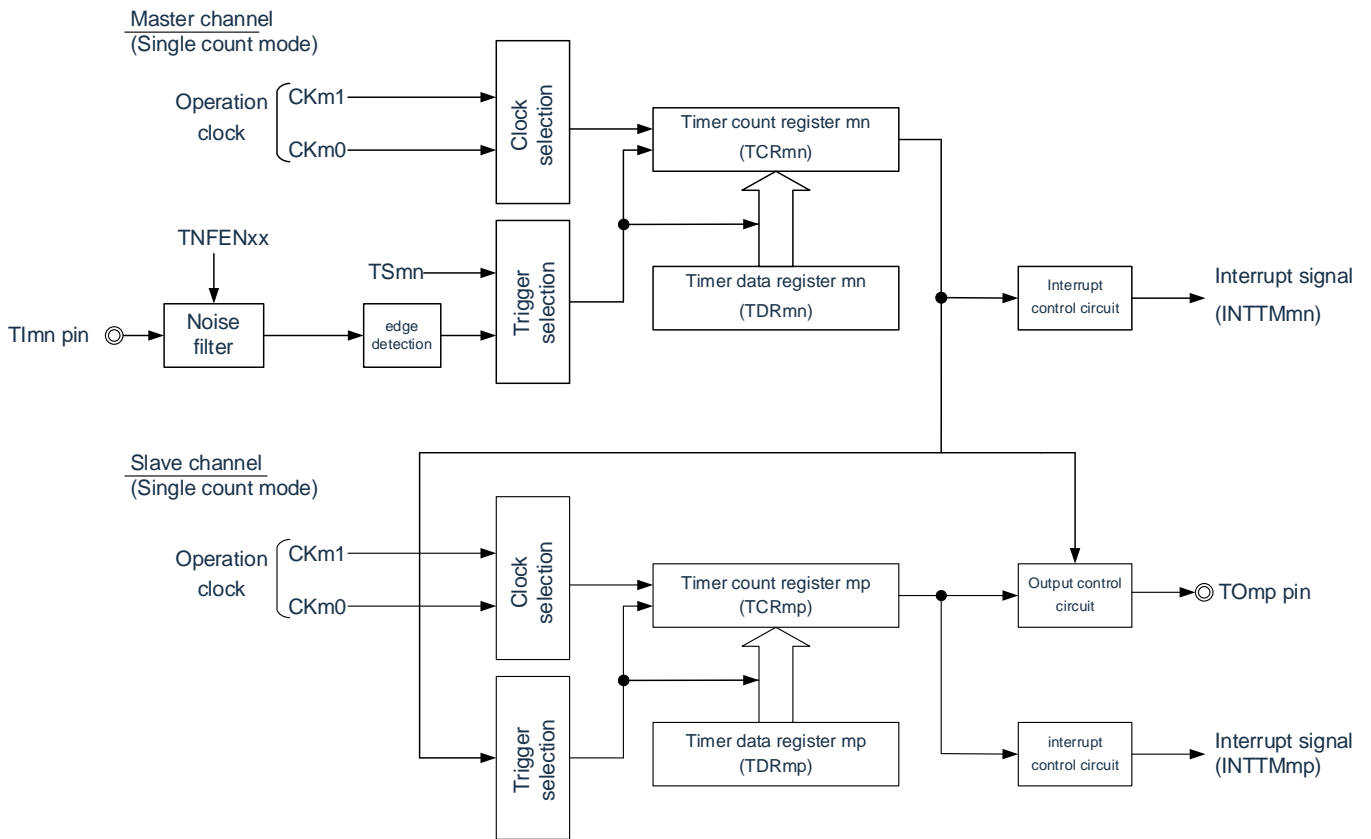 Master channel
(Single count mode)
Operation
clock
CKm1
CKm0
Clock
selection
Timer count register mn
(TCRmn)
TNFENxx
TSmn
Trigger
selection
Timer data register mn
(TDRmn)
Interrupt
control circuit
Interrupt signal
(INTTMmn)
TImn pin
Noise
filter
edge
detection
Slave channel
(Single count mode)
Operation
clock
CKm1
CKm0
Clock
selection
Timer count register mp
(TCRmp)
Output control
circuit
TOmp pin
Trigger
selection
Timer data register mp
(TDRmp)
interrupt
control circuit
Interrupt signal
(INTTMmp)